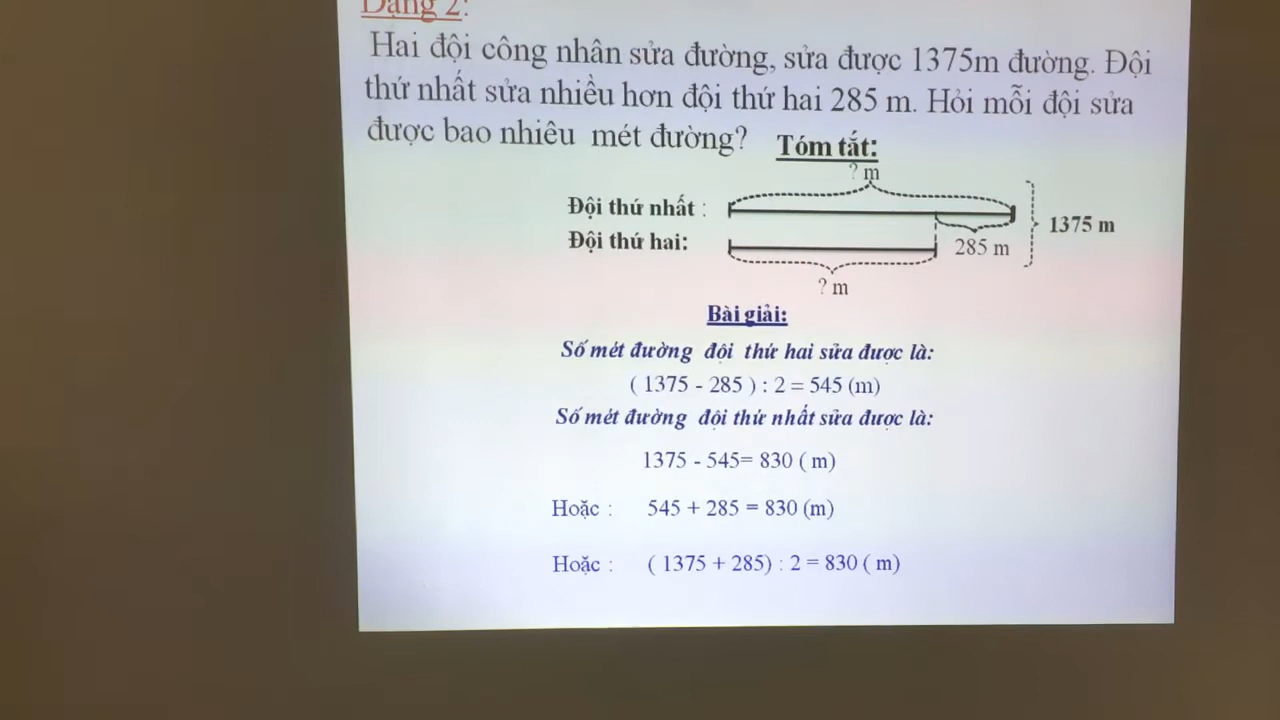 Dạng 2:
Hai đội công nhân sửa đường, sửa được 1375m đường. Đội
thứ nhất sửa nhiều hơn đội thứ hai 285 m. Hỏi mỗi đội sửa
được bao nhiêu mét đường?
Tóm tắt:
? m
Đội thứ nhất :
1375 m
Đội thứ hai:
285 m
? m
Bài giải:
Số mét đường đội thứ hai sửa được là:
( 1375 - 285 ) : 2 = 545 (m)
Số mét đường đội thứ nhất sửa được là:
1375 - 545= 830 ( m)
Hoặc : 545 + 285 = 830 (m)
Hoặc : ( 1375 + 285) : 2 = 830 ( m)